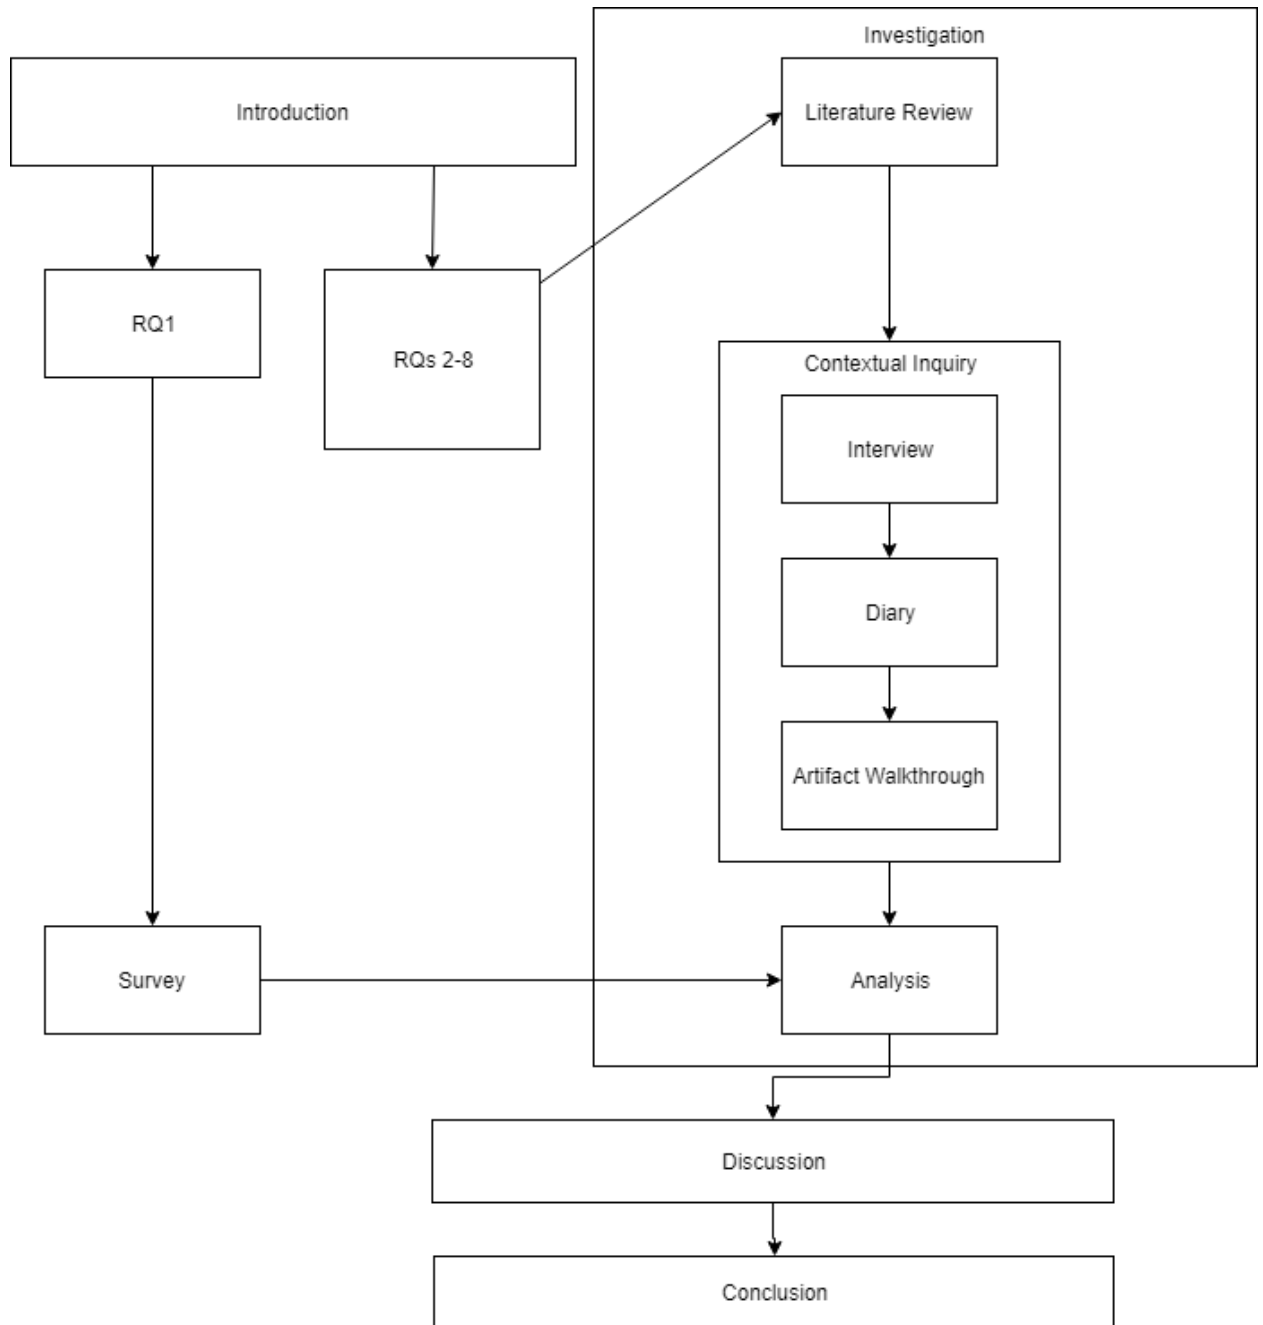 Investigation
Introduction
Literature Review
RQ1
RQs 2-8
Contextual Inquiry
Interview
Diary
Artifact Walkthrough
Survey
Analysis
Discussion
Conclusion